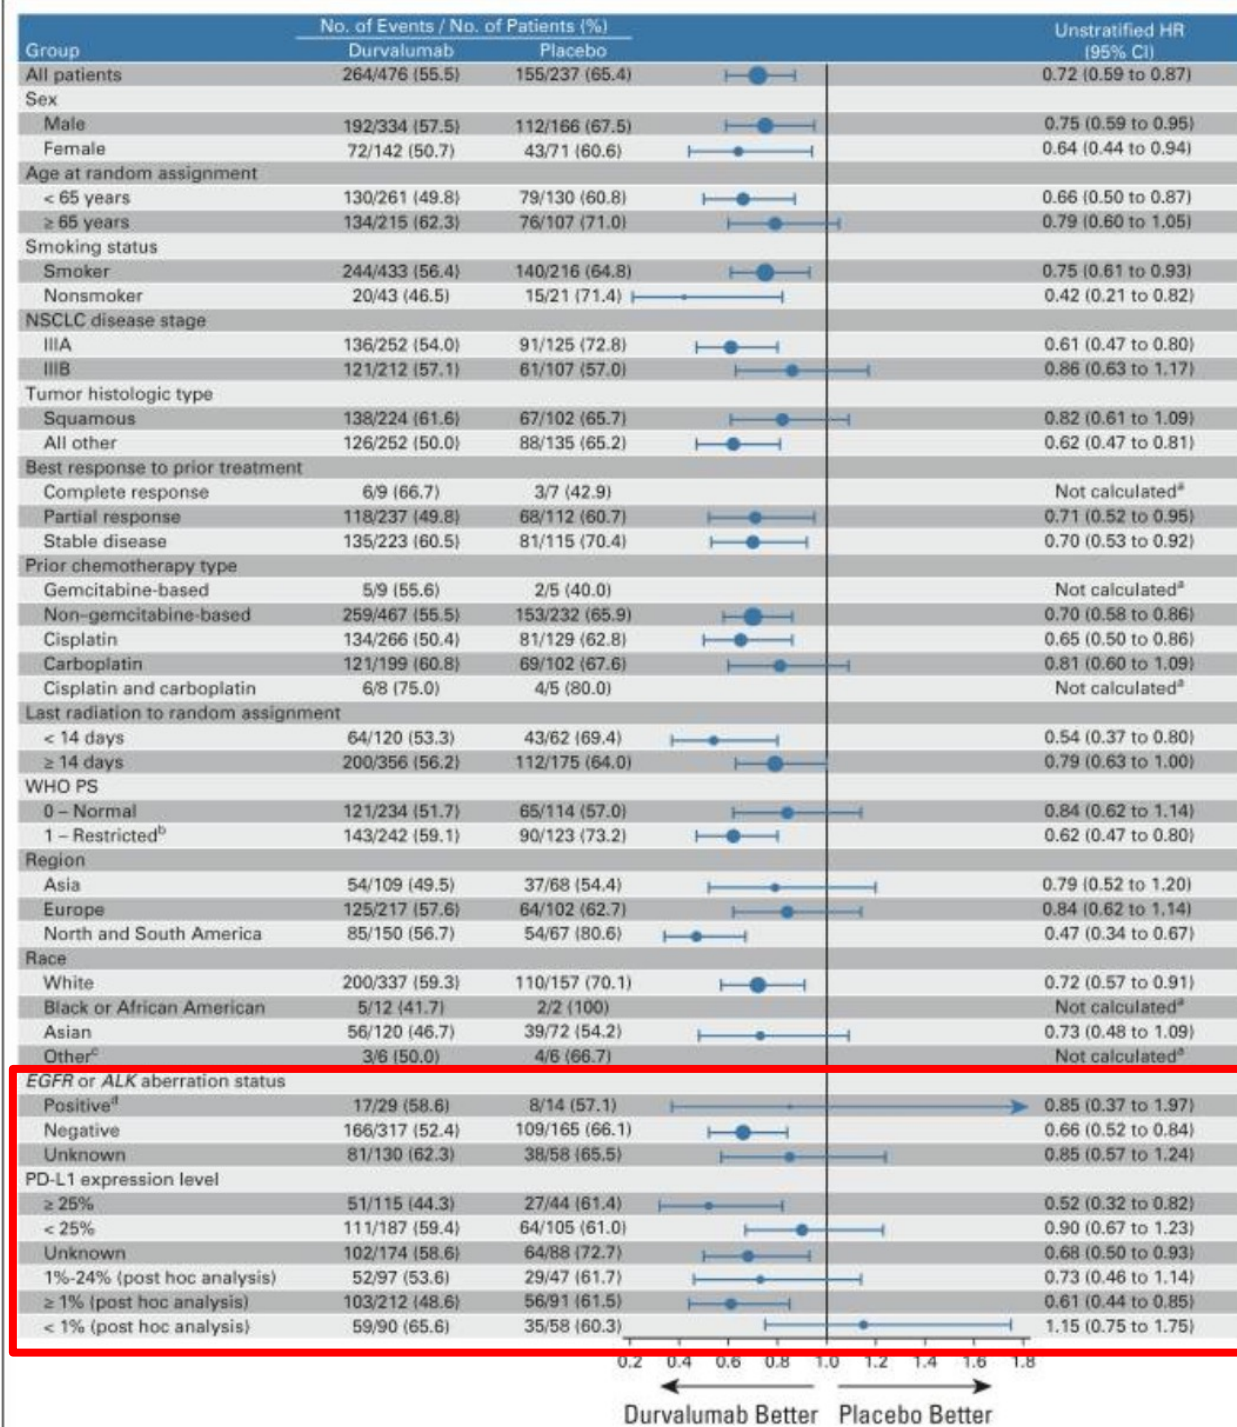 No. of Events / No. of Patients (%) Unstratified HR
Group Durvalumab Placebo (95% CI)
All patients 264/476 (55.5) 155/237 (65.4) 0.72 (0.59 to 0.87)
Sex
Male 192/334 (57.5) 112/166 (67.5) 0.75 (0.59 to 0.95)
Female 72/142 (50.7) 43/71 (60.6) 0.64 (0.44 to 0.94)
Age at random assignment
< 65 years 130/261 (49.8) 79/130 (60.8) 0.66 (0.50 to 0.87)
≥ 65 years 134/215 (62.3) 76/107 (71.0) 0.79 (0.60 to 1.05)
Smoking status
Smoker 244/433 (56.4) 140/216 (64.8) 0.75 (0.61 to 0.93)
Nonsmoker 20/43 (46.5) 15/21 (71.4) 0.42 (0.21 to 0.82)
NSCLC disease stage
IIIA 136/252 (54.0) 91/125 (72.8) 0.61 (0.47 to 0.80)
IIIB 121/212 (57.1) 61/107 (57.0) 0.86 (0.63 to 1.17)
Tumor histologic type
Squamous 138/224 (61.6) 67/102 (65.7) 0.82 (0.61 to 1.09)
All other 126/252 (50.0) 88/135 (65.2) 0.62 (0.47 to 0.81)
Best response to prior treatment
Complete response 6/9 (66.7) 3/7 (42.9) Not calculatedᵃ
Partial response 118/237 (49.8) 68/112 (60.7) 0.71 (0.52 to 0.95)
Stable disease 135/223 (60.5) 81/115 (70.4) 0.70 (0.53 to 0.92)
Prior chemotherapy type
Gemcitabine-based 5/9 (55.6) 2/5 (40.0) Not calculatedᵃ
Non–gemcitabine-based 259/467 (55.5) 153/232 (65.9) 0.70 (0.58 to 0.86)
Cisplatin 134/266 (50.4) 81/129 (62.8) 0.65 (0.50 to 0.86)
Carboplatin 121/199 (60.8) 69/102 (67.6) 0.81 (0.60 to 1.09)
Cisplatin and carboplatin 6/8 (75.0) 4/5 (80.0) Not calculatedᵃ
Last radiation to random assignment
< 14 days 64/120 (53.3) 43/62 (69.4) 0.54 (0.37 to 0.80)
≥ 14 days 200/356 (56.2) 112/175 (64.0) 0.79 (0.63 to 1.00)
WHO PS
0 – Normal 121/234 (51.7) 65/114 (57.0) 0.84 (0.62 to 1.14)
1 – Restrictedᵇ 143/242 (59.1) 90/123 (73.2) 0.62 (0.47 to 0.80)
Region
Asia 54/109 (49.5) 37/68 (54.4) 0.79 (0.52 to 1.20)
Europe 125/217 (57.6) 64/102 (62.7) 0.84 (0.62 to 1.14)
North and South America 85/150 (56.7) 54/67 (80.6) 0.47 (0.34 to 0.67)
Race
White 200/337 (59.3) 110/157 (70.1) 0.72 (0.57 to 0.91)
Black or African American 5/12 (41.7) 2/2 (100) Not calculatedᵃ
Asian 56/120 (46.7) 39/72 (54.2) 0.73 (0.48 to 1.09)
Otherᶜ 3/6 (50.0) 4/6 (66.7) Not calculatedᵃ
EGFR or ALK aberration status
Positiveᵈ 17/29 (58.6) 8/14 (57.1) 0.85 (0.37 to 1.97)
Negative 166/317 (52.4) 109/165 (66.1) 0.66 (0.52 to 0.84)
Unknown 81/130 (62.3) 38/58 (65.5) 0.85 (0.57 to 1.24)
PD-L1 expression level
≥ 25% 51/115 (44.3) 27/44 (61.4) 0.52 (0.32 to 0.82)
< 25% 111/187 (59.4) 64/105 (61.0) 0.90 (0.67 to 1.23)
Unknown 102/174 (58.6) 64/88 (72.7) 0.68 (0.50 to 0.93)
1%-24% (post hoc analysis) 52/97 (53.6) 29/47 (61.7) 0.73 (0.46 to 1.14)
≥ 1% (post hoc analysis) 103/212 (48.6) 56/91 (61.5) 0.61 (0.44 to 0.85)
< 1% (post hoc analysis) 59/90 (65.6) 35/58 (60.3) 1.15 (0.75 to 1.75)
0.2 0.4 0.6 0.8 1.0 1.2 1.4 1.6 1.8
Durvalumab Better Placebo Better